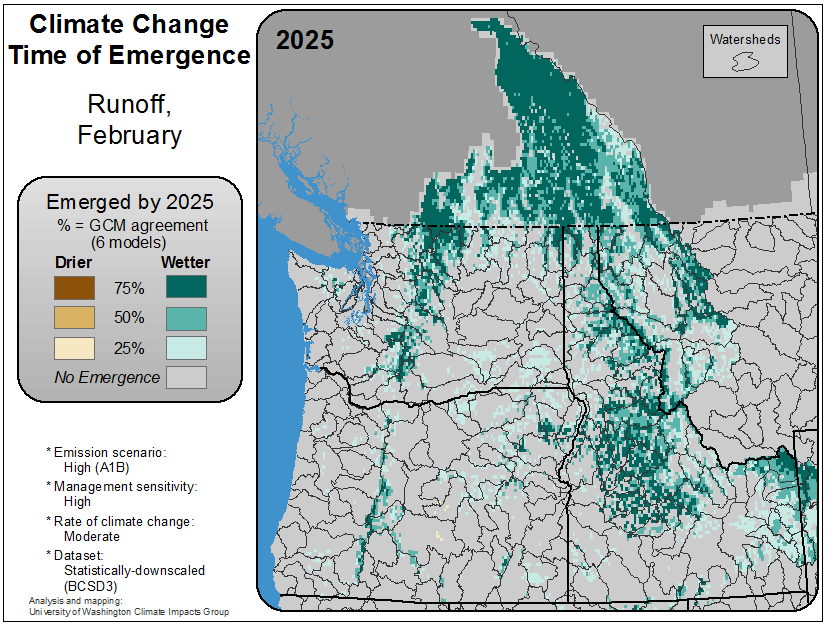 Climate Change
Time of Emergence
Runoff,
February
Emerged by 2025
% = GCM agreement
(6 models)
Drier
Wetter
75%
50%
25%
No Emergence
* Emission scenario:
High (A1B)
* Management sensitivity:
High
* Rate of climate change:
Moderate
* Dataset:
Statistically-downscaled
(BCSD3)
Analysis and mapping:
University of Washington Climate Impacts Group
2025
Watersheds